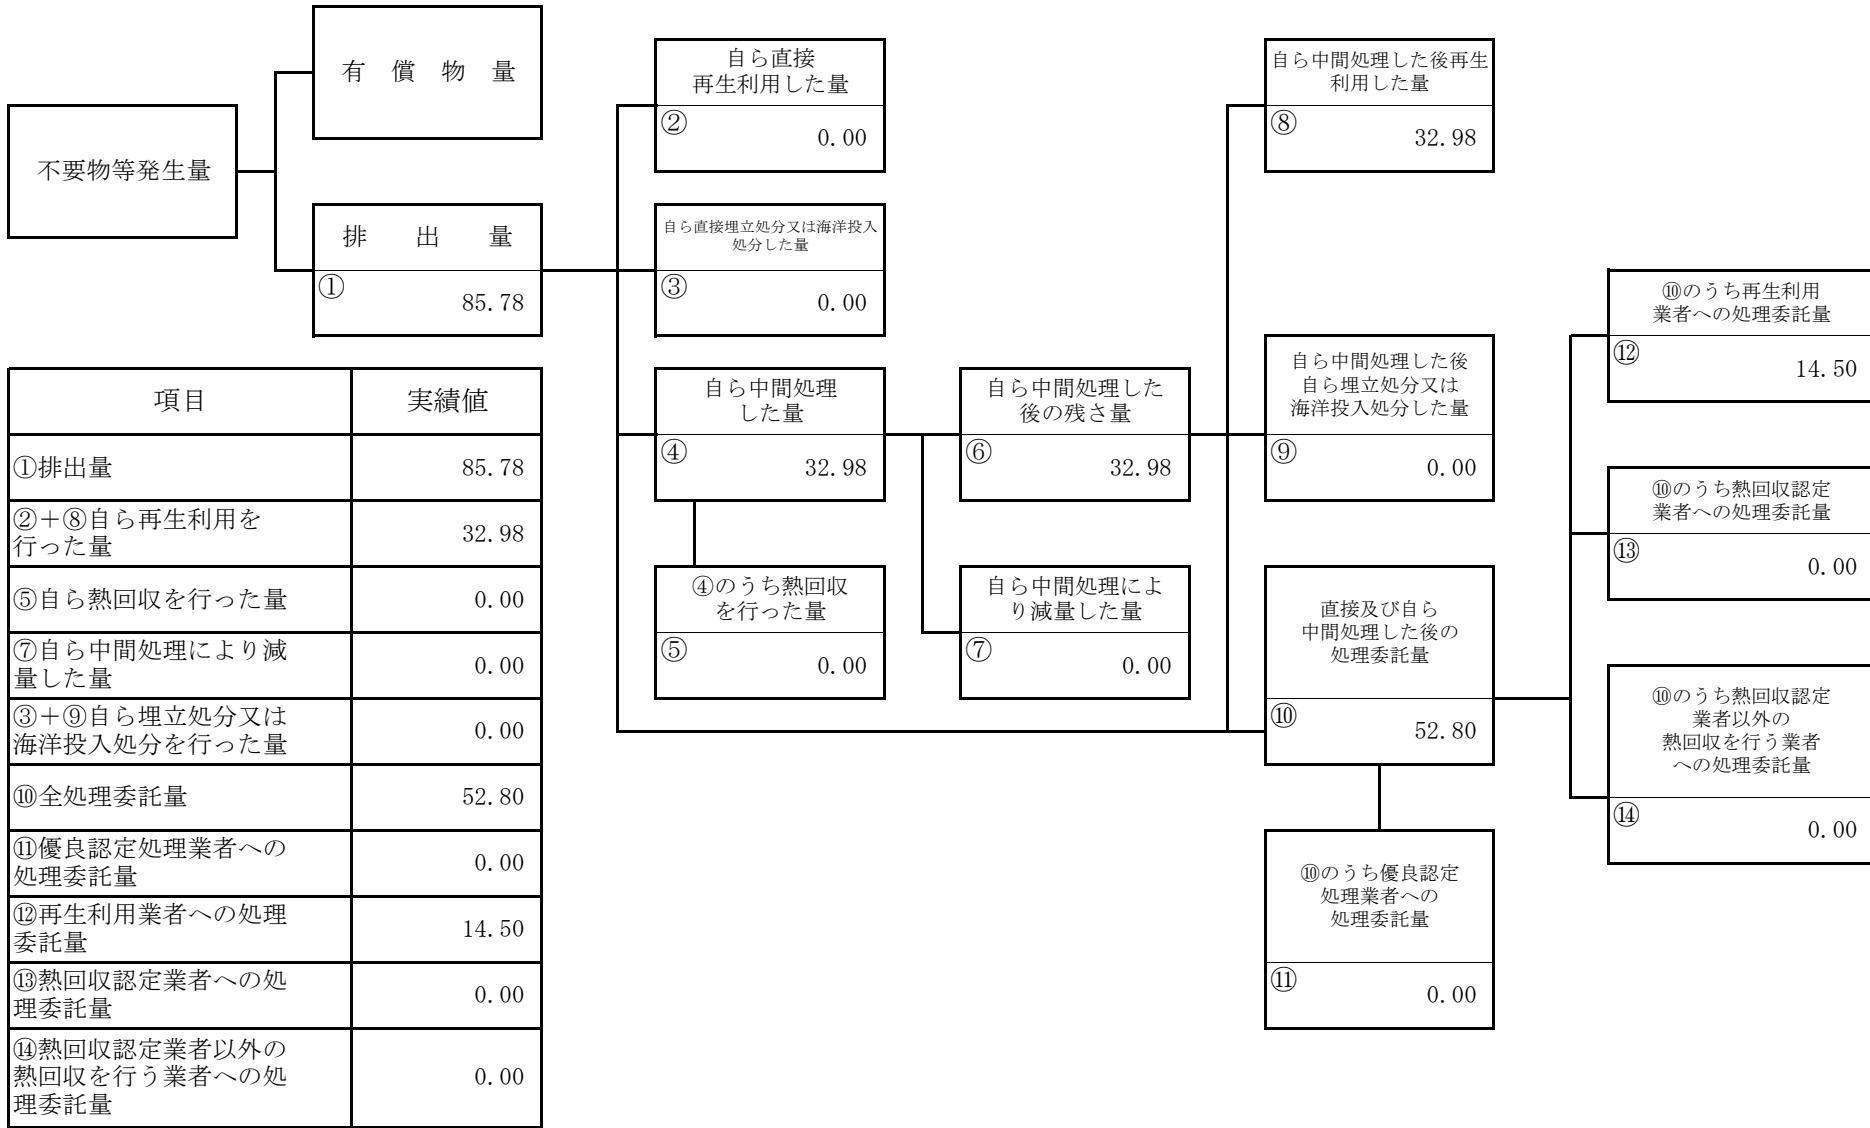 有償物量
不要物等発生量
排出量
①
85.78
自ら直接
再生利用した量
②
0.00
自ら直接埋立処分又は海洋投入
処分した量
③
0.00
自ら中間処理
した量
④
32.98
④のうち熱回収
を行った量
⑤
0.00
自ら中間処理した
後の残さ量
⑥
32.98
自ら中間処理によ
り減量した量
⑦
0.00
自ら中間処理した後再生
利用した量
⑧
32.98
自ら中間処理した後
自ら埋立処分又は
海洋投入処分した量
⑨
0.00
直接及び自ら
中間処理した後の
処理委託量
⑩
52.80
⑩のうち優良認定
処理業者への
処理委託量
⑪
0.00
⑩のうち再生利用
業者への処理委託量
⑫
14.50
⑩のうち熱回収認定
業者への処理委託量
⑬
0.00
⑩のうち熱回収認定
業者以外の
熱回収を行う業者
への処理委託量
⑭
0.00
項目 実績値
①排出量 85.78
②＋⑧自ら再生利用を
行った量 32.98
⑤自ら熱回収を行った量 0.00
⑦自ら中間処理により減
量した量 0.00
③＋⑨自ら埋立処分又は
海洋投入処分を行った量 0.00
⑩全処理委託量 52.80
⑪優良認定処理業者への
処理委託量 0.00
⑫再生利用業者への処理
委託量 14.50
⑬熱回収認定業者への処
理委託量 0.00
⑭熱回収認定業者以外の
熱回収を行う業者への処
理委託量 0.00